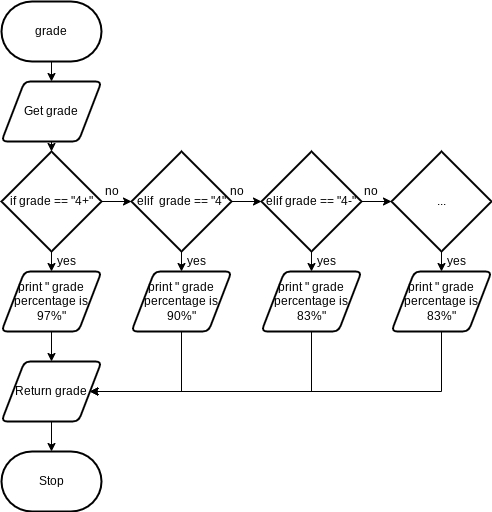 grade
Get grade
if grade == "4+"
no
elif  grade == "4"
no
elif grade == "4-"
no
...
yes
yes
yes
yes
print " grade
percentage is
97%"
print " grade
percentage is
90%"
print " grade
percentage is
83%"
print " grade
percentage is
83%"
Return grade
Stop